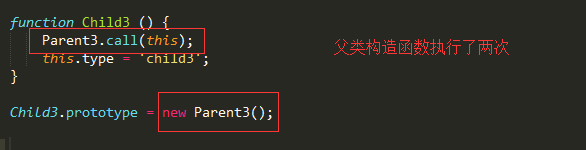 function Child3 () {
    Parent3.call(this);
    this.type = 'child3';
}
父类构造函数执行了两次
Child3.prototype = new Parent3();